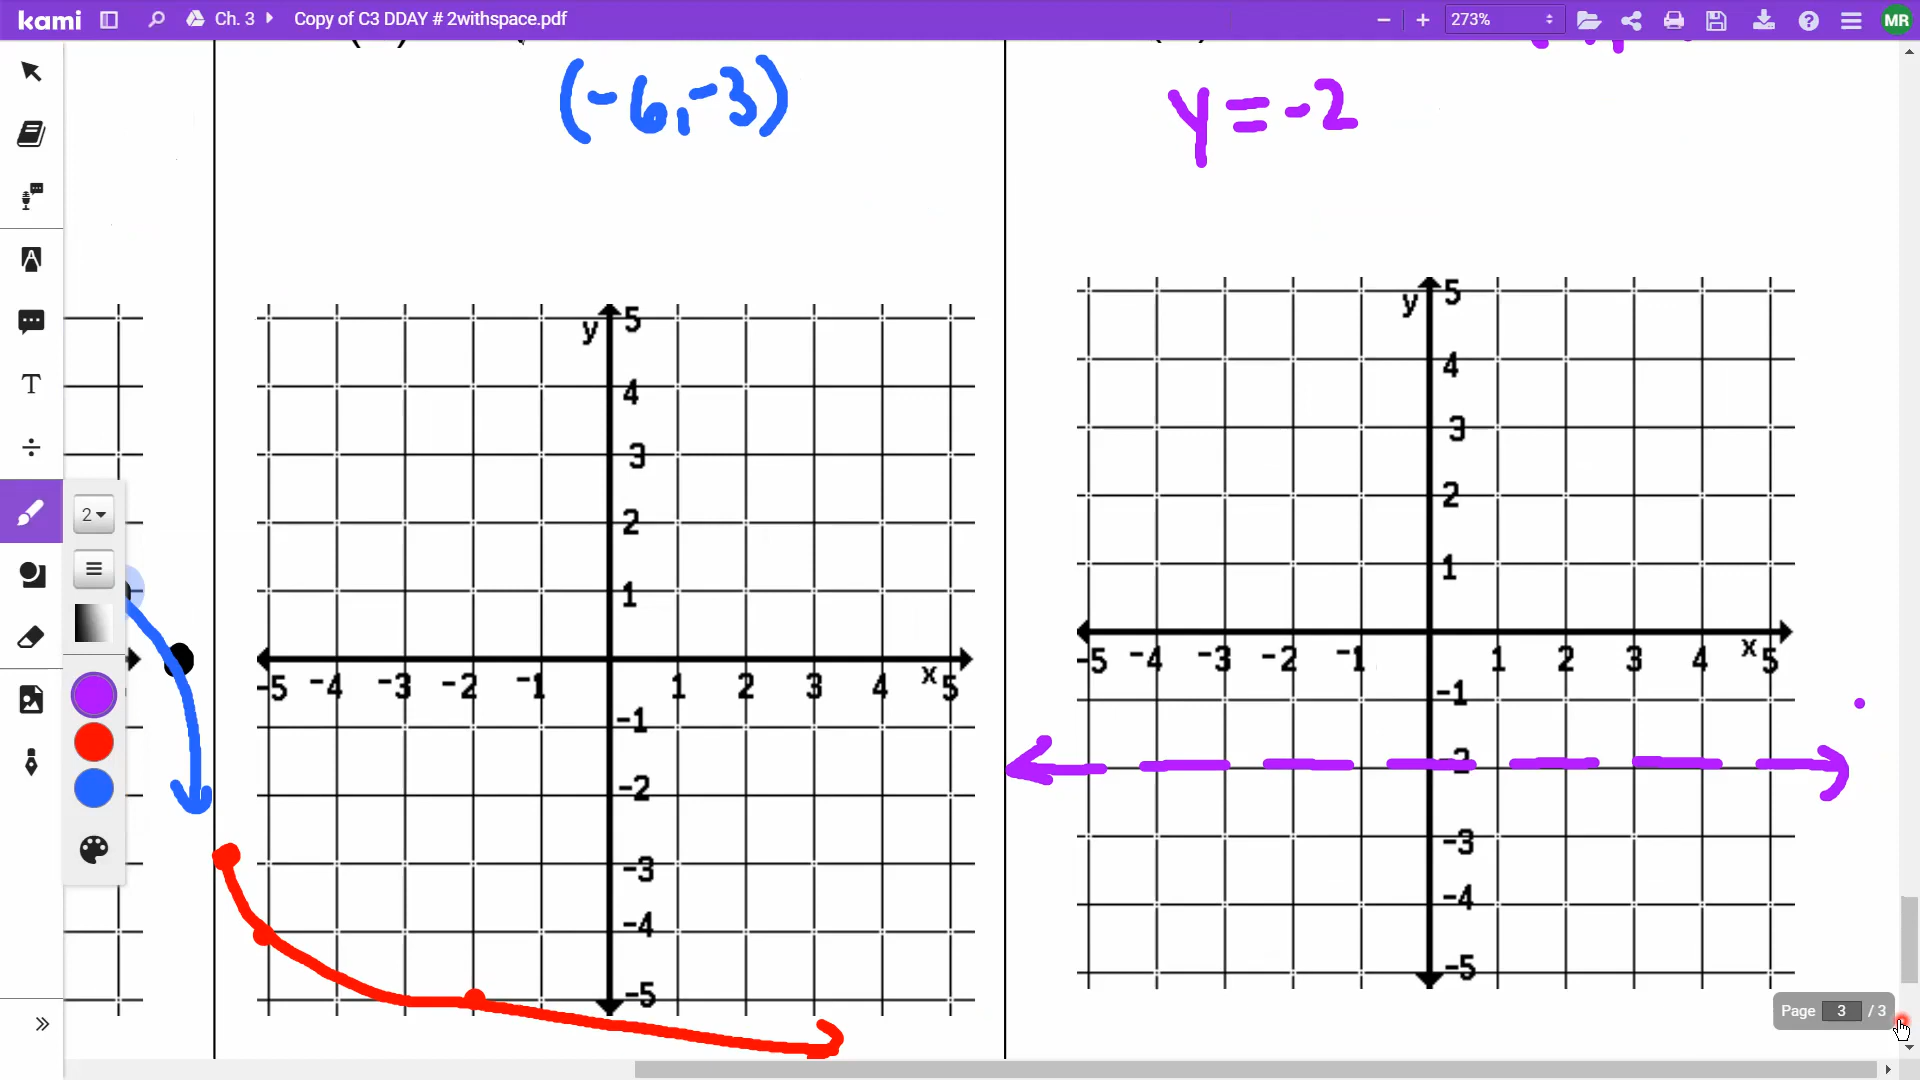 kami Ch. 3 Copy of C3 DDAY # 2withspace.pdf 273% MR
(-6,-3)
y=-2
y 5
4
3
2
1
-5 -4 -3 -2 -1 1 2 3 4 x 5
-1
-2
-3
-4
-5
y 5
4
3
2
1
-5 -4 -3 -2 -1 1 2 3 4 x 5
-1
-2
-3
-4
-5
T
2
Page 3 / 3